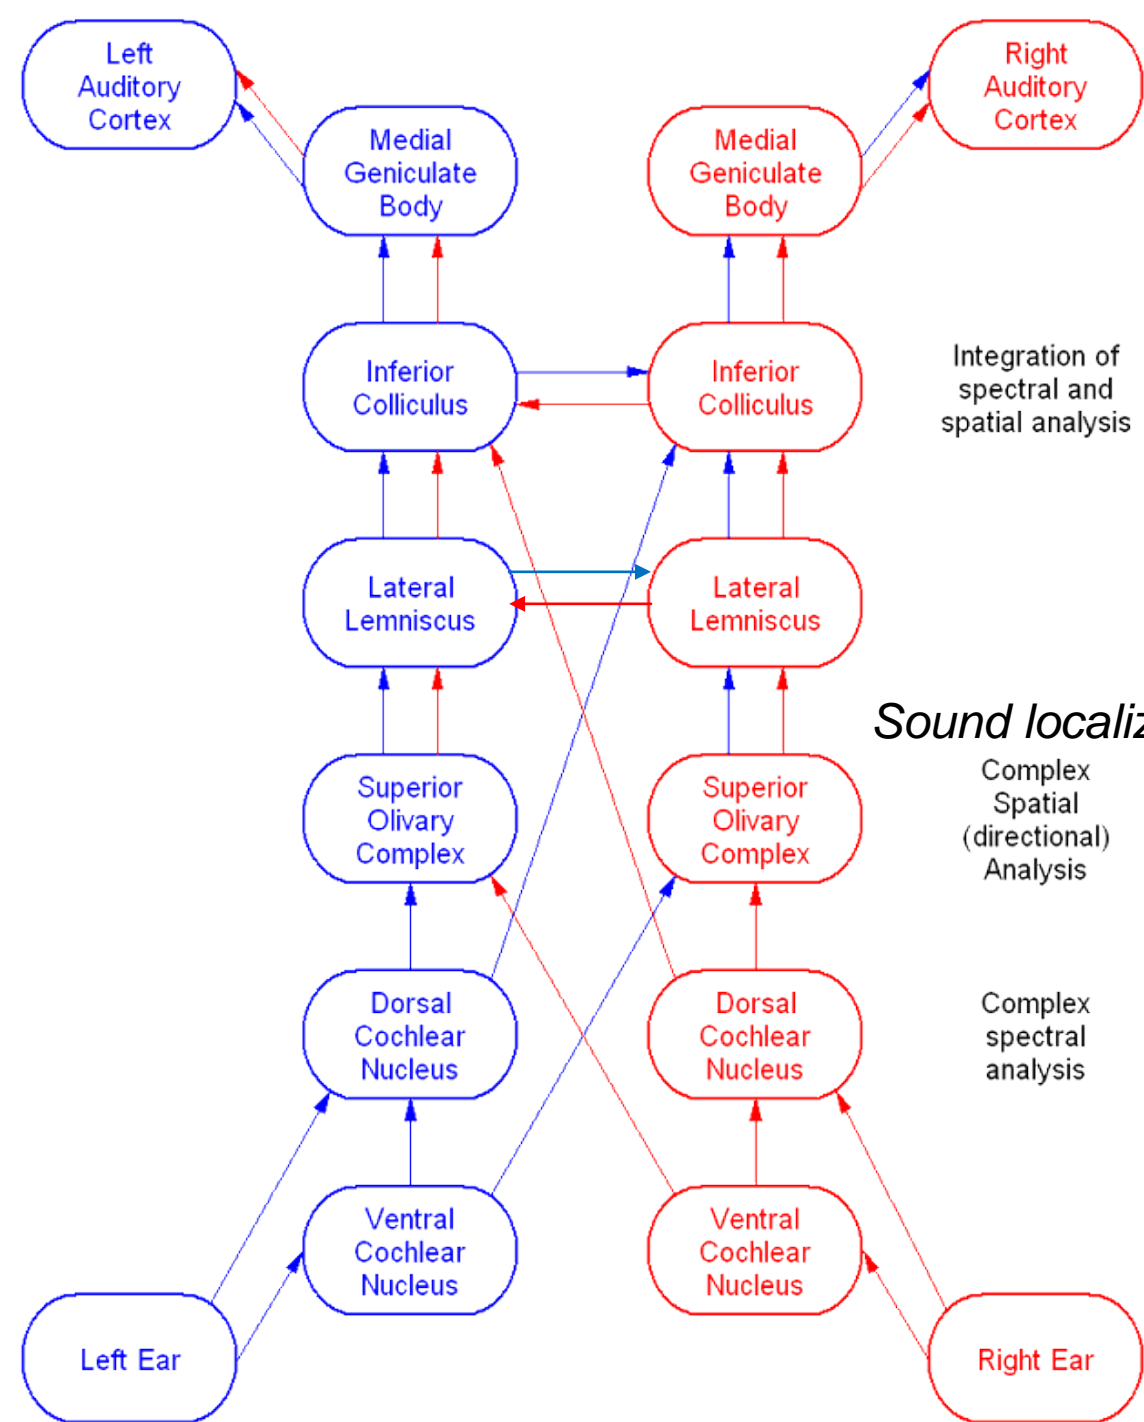 Left
Auditory
Cortex
Right
Auditory
Cortex
Medial
Geniculate
Body
Medial
Geniculate
Body
Inferior
Colliculus
Inferior
Colliculus
Integration of
spectral and
spatial analysis
Lateral
Lemniscus
Lateral
Lemniscus
Sound localiz
Superior
Olivary
Complex
Superior
Olivary
Complex
Complex
Spatial
(directional)
Analysis
Dorsal
Cochlear
Nucleus
Dorsal
Cochlear
Nucleus
Complex
spectral
analysis
Ventral
Cochlear
Nucleus
Ventral
Cochlear
Nucleus
Left Ear
Right Ear